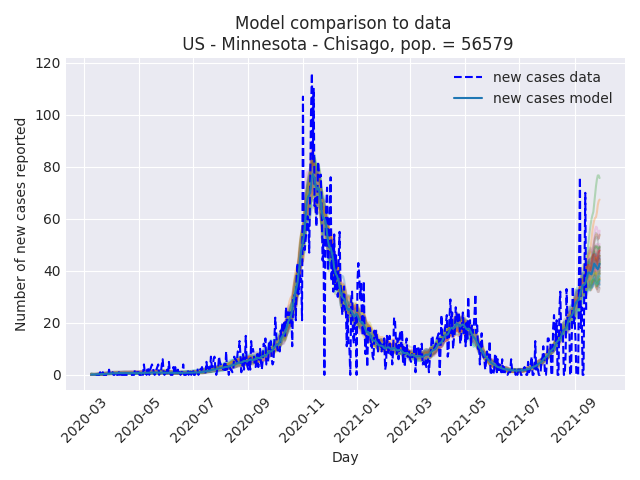 Model comparison to data
US - Minnesota - Chisago, pop. = 56579
new cases data
new cases model
Number of new cases reported
120
100
80
60
40
20
0
2020-03
2020-05
2020-07
2020-09
2020-11
2021-01
2021-03
2021-05
2021-07
2021-09
Day